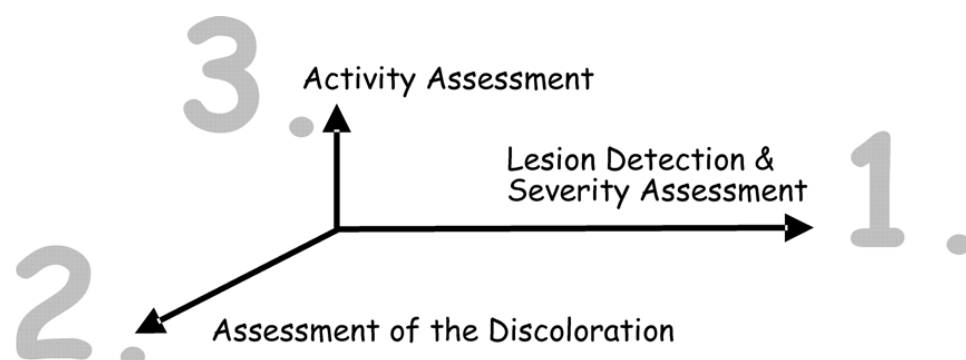 3.
Activity Assessment
Lesion Detection &
Severity Assessment
1.
2.
Assessment of the Discoloration